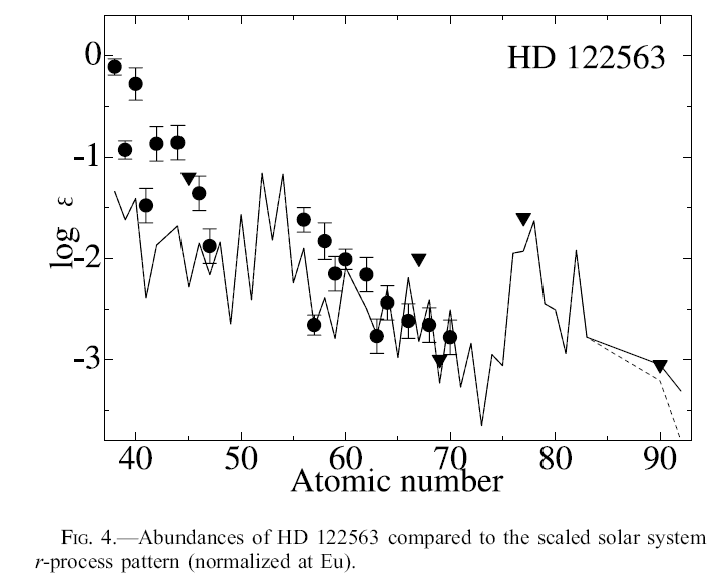 HD 122563
0
-1
-2
-3
log ε
40 50 60 70 80 90
Atomic number
FIG. 4.—Abundances of HD 122563 compared to the scaled solar system
r-process pattern (normalized at Eu).